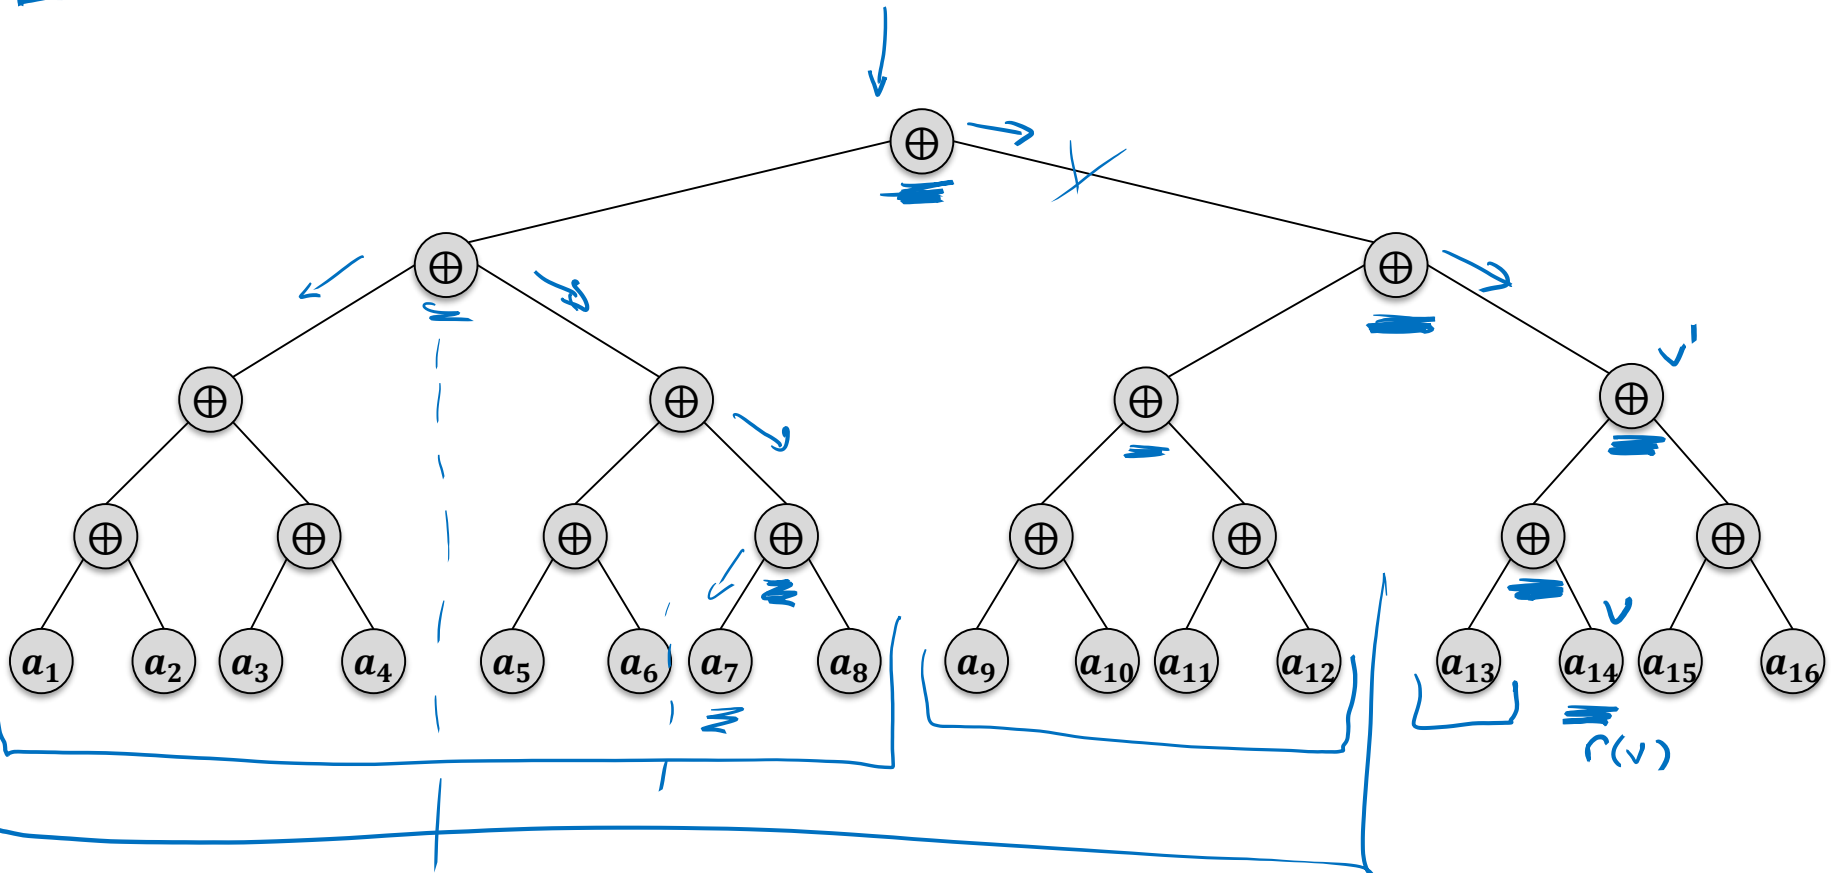 ⊕
⊕ ⊕
⊕ ⊕ ⊕ ⊕ v'
⊕ ⊕ ⊕ ⊕ ⊕ ⊕ ⊕ ⊕
v
a₁ a₂ a₃ a₄ a₅ a₆ a₇ a₈ a₉ a₁₀ a₁₁ a₁₂ a₁₃ a₁₄ a₁₅ a₁₆
r(v)